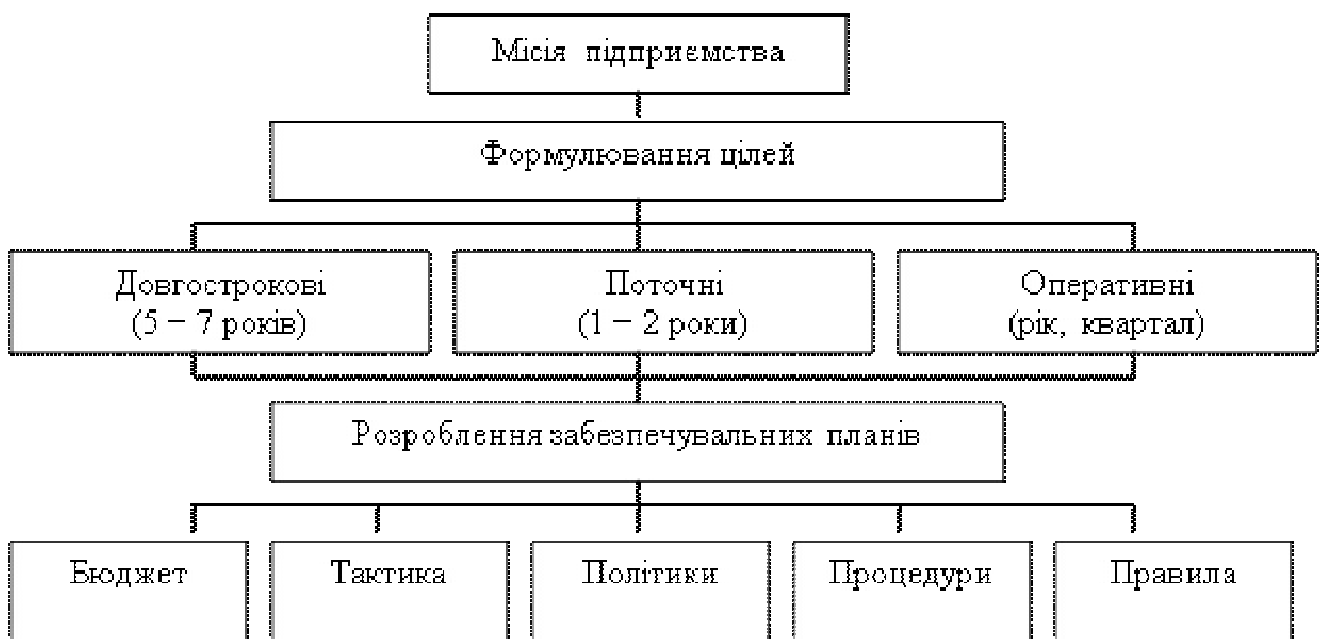 Місія підприємства
Формулювання цілей
Довгострокові
(5 – 7 років)
Поточні
(1 – 2 роки)
Оперативні
(рік, квартал)
Розроблення забезпечувальних планів
Бюджет
Тактика
Політики
Процедури
Правила